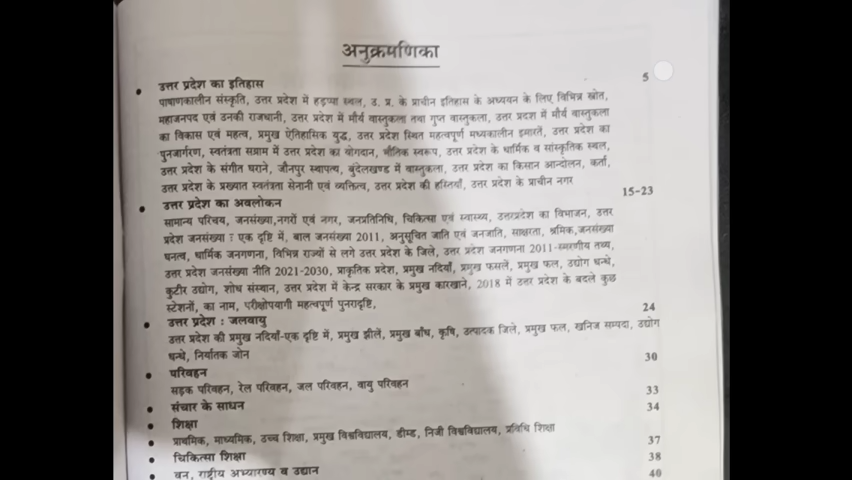 अनुक्रमणिका
उत्तर प्रदेश का इतिहास 5
पाषाणकालीन संस्कृति, उत्तर प्रदेश में हड़प्पा स्थल, उ. प्र. के प्राचीन इतिहास के अध्ययन के लिए विभिन्न स्रोत,
महाजनपद एवं उनकी राजधानी, उत्तर प्रदेश में मौर्य वास्तुकला तथा गुप्त वास्तुकला, उत्तर प्रदश में मौर्य वास्तुकला
का विकास एवं महत्व, प्रमुख ऐतिहासिक युद्ध, उत्तर प्रदेश स्थित महत्वपूर्ण मध्यकालीन इमारतें, उत्तर प्रदेश का
पुनजार्गरण, स्वतंत्रता सग्राम में उत्तर प्रदेश का योगदान, भौतिक स्वरूप, उत्तर प्रदेश के धार्मिक व सांस्कृतिक स्थल,
उत्तर प्रदेश के संगीत घराने, जौनपुर स्थापत्य, बुंदेलखण्ड में वास्तुकला, उत्तर प्रदेश का किसान आन्दोलन, कर्ता,
उत्तर प्रदेश के प्रख्यात स्वतंत्रता सेनानी एवं व्यक्तित्व, उत्तर प्रदेश की हस्तियाँ, उत्तर प्रदेश के प्राचीन नगर
उत्तर प्रदेश का अवलोकन 15-23
सामान्य परिचय, जनसंख्या,नगरों एवं नगर, जनप्रतिनिधि, चिकित्सा एवं स्वास्थ्य, उत्तरप्रदेश का विभाजन, उत्तर
प्रदेश जनसंख्या : एक दृष्टि में, बाल जनसंख्या 2011, अनुसूचित जाति एवं जनजाति, साक्षरता, श्रमिक,जनसंख्या
घनत्व, धार्मिक जनगणना, विभिन्न राज्यों से लगे उत्तर प्रदेश के जिले, उत्तर प्रदेश जनगणना 2011-स्मरणीय तथ्य,
उत्तर प्रदेश जनसंख्या नीति 2021-2030, प्राकृतिक प्रदेश, प्रमुख नदियाँ, प्रमुख फसलें, प्रमुख फल, उद्योग धन्धे,
कुटीर उद्योग, शोध संस्थान, उत्तर प्रदेश में केन्द्र सरकार के प्रमुख कारखाने, 2018 में उत्तर प्रदेश के बदले कुछ
स्टेशनों, का नाम, परीक्षोपयागी महत्वपूर्ण पुनरादृष्टि,
उत्तर प्रदेश : जलवायु 24
उत्तर प्रदेश की प्रमुख नदियाँ-एक दृष्टि में, प्रमुख झीलें, प्रमुख बाँध, कृषि, उत्पादक जिले, प्रमुख फल, खनिज सम्पदा, उद्योग
धन्धे, निर्यातक जोन
परिवहन 30
सड़क परिवहन, रेल परिवहन, जल परिवहन, वायु परिवहन
संचार के साधन 33
शिक्षा 34
प्राथमिक, माध्यमिक, उच्च शिक्षा, प्रमुख विश्वविद्यालय, डीम्ड, निजी विश्वविद्यालय, प्रविधि शिक्षा
चिकित्सा शिक्षा 37
वन, राष्ट्रीय अभ्यारण्य व उद्यान 38
40